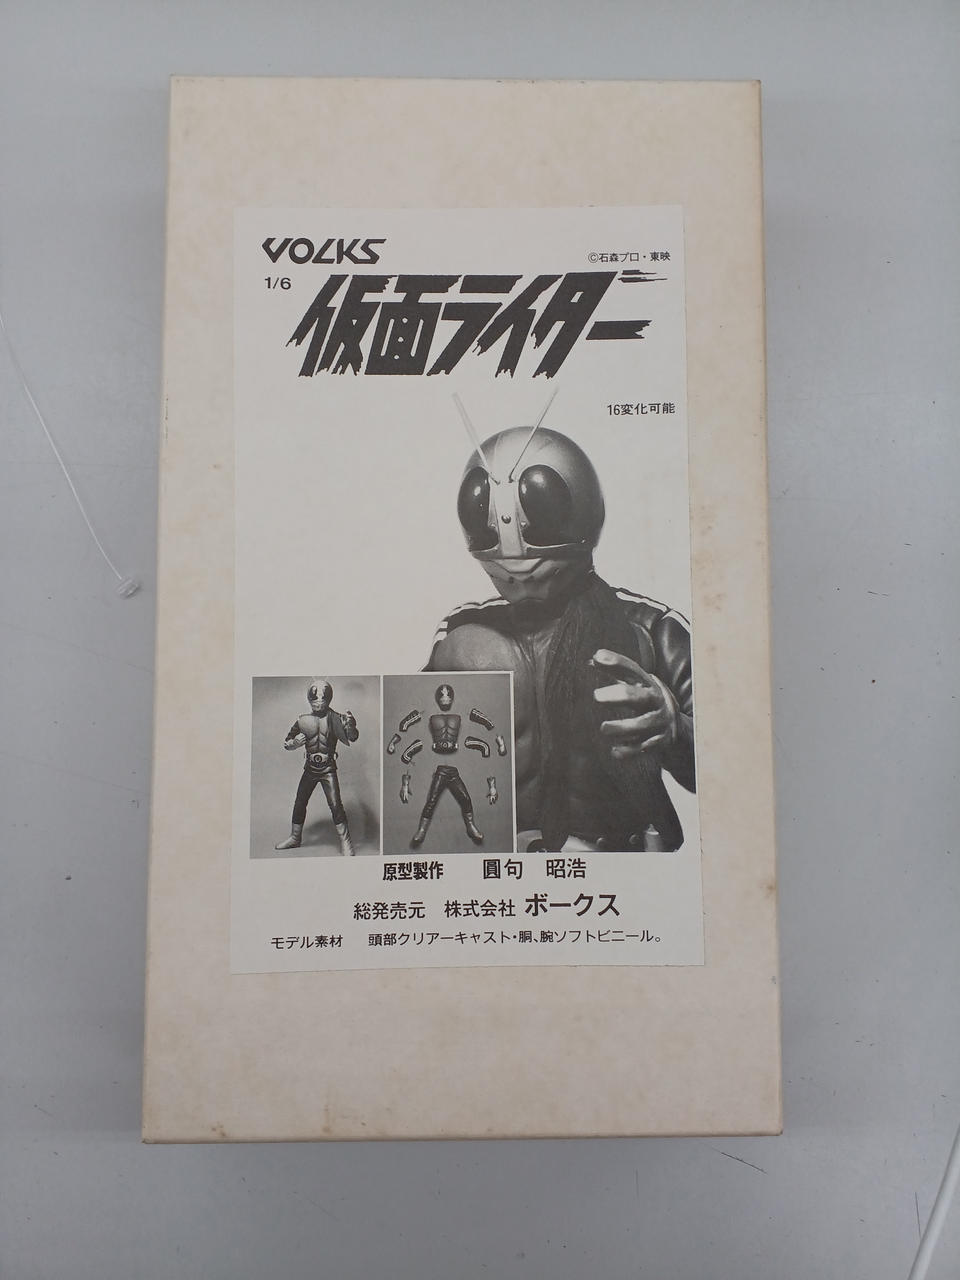 VOLKS
©石森プロ・東映
1/6
仮面ライダー
16変化可能
原型製作 圓句 昭浩
総発売元 株式会社 ボークス
モデル素材 頭部クリアーキャスト・胴、腕ソフトビニール。